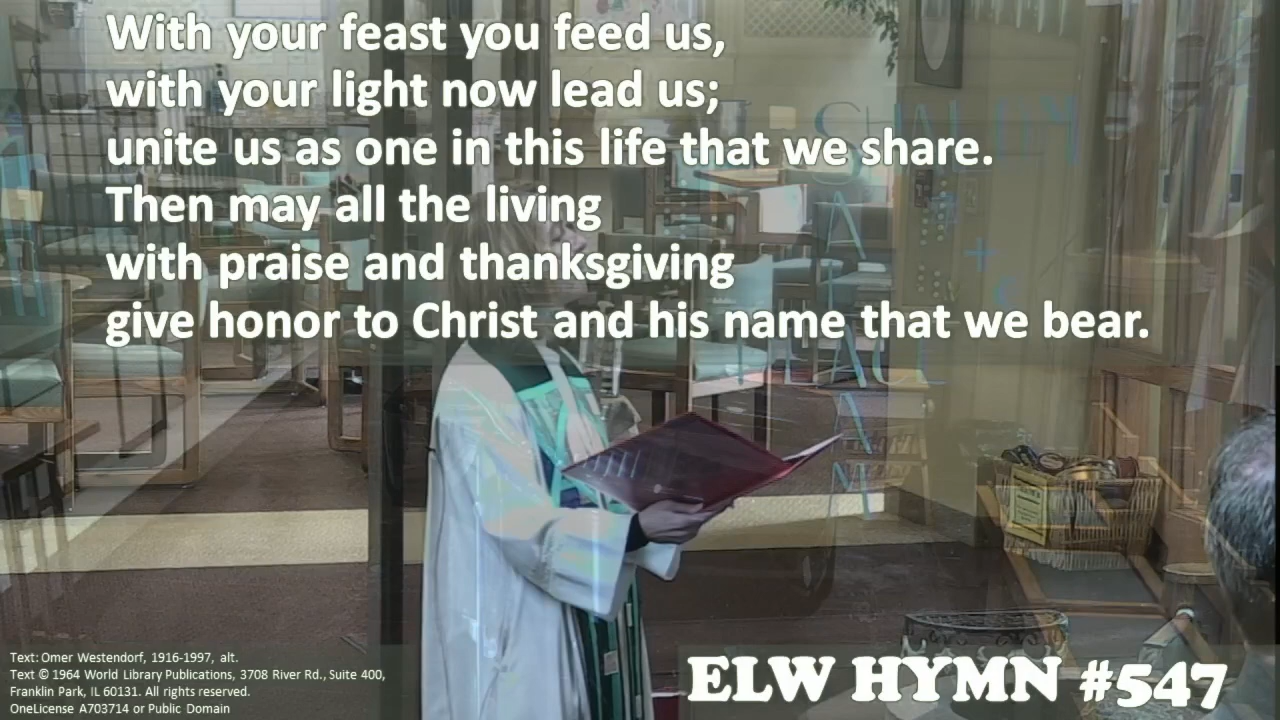 With your feast you feed us,
with your light now lead us;
unite us as one in this life that we share.
Then may all the living
with praise and thanksgiving
give honor to Christ and his name that we bear.
SHALOM
PEACE
Text: Omer Westendorf, 1916-1997, alt.
Text © 1964 World Library Publications, 3708 River Rd., Suite 400,
Franklin Park, IL 60131. All rights reserved.
OneLicense A703714 or Public Domain
ELW HYMN #547